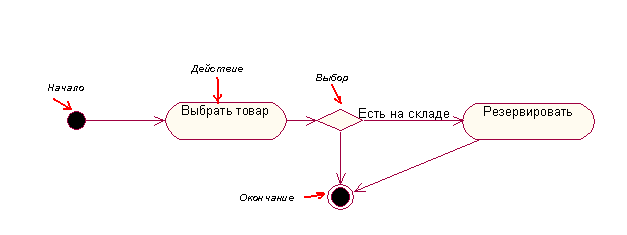 Действие
Выбор
Начало
Выбрать товар
Есть на складе
Резервировать
Окончание